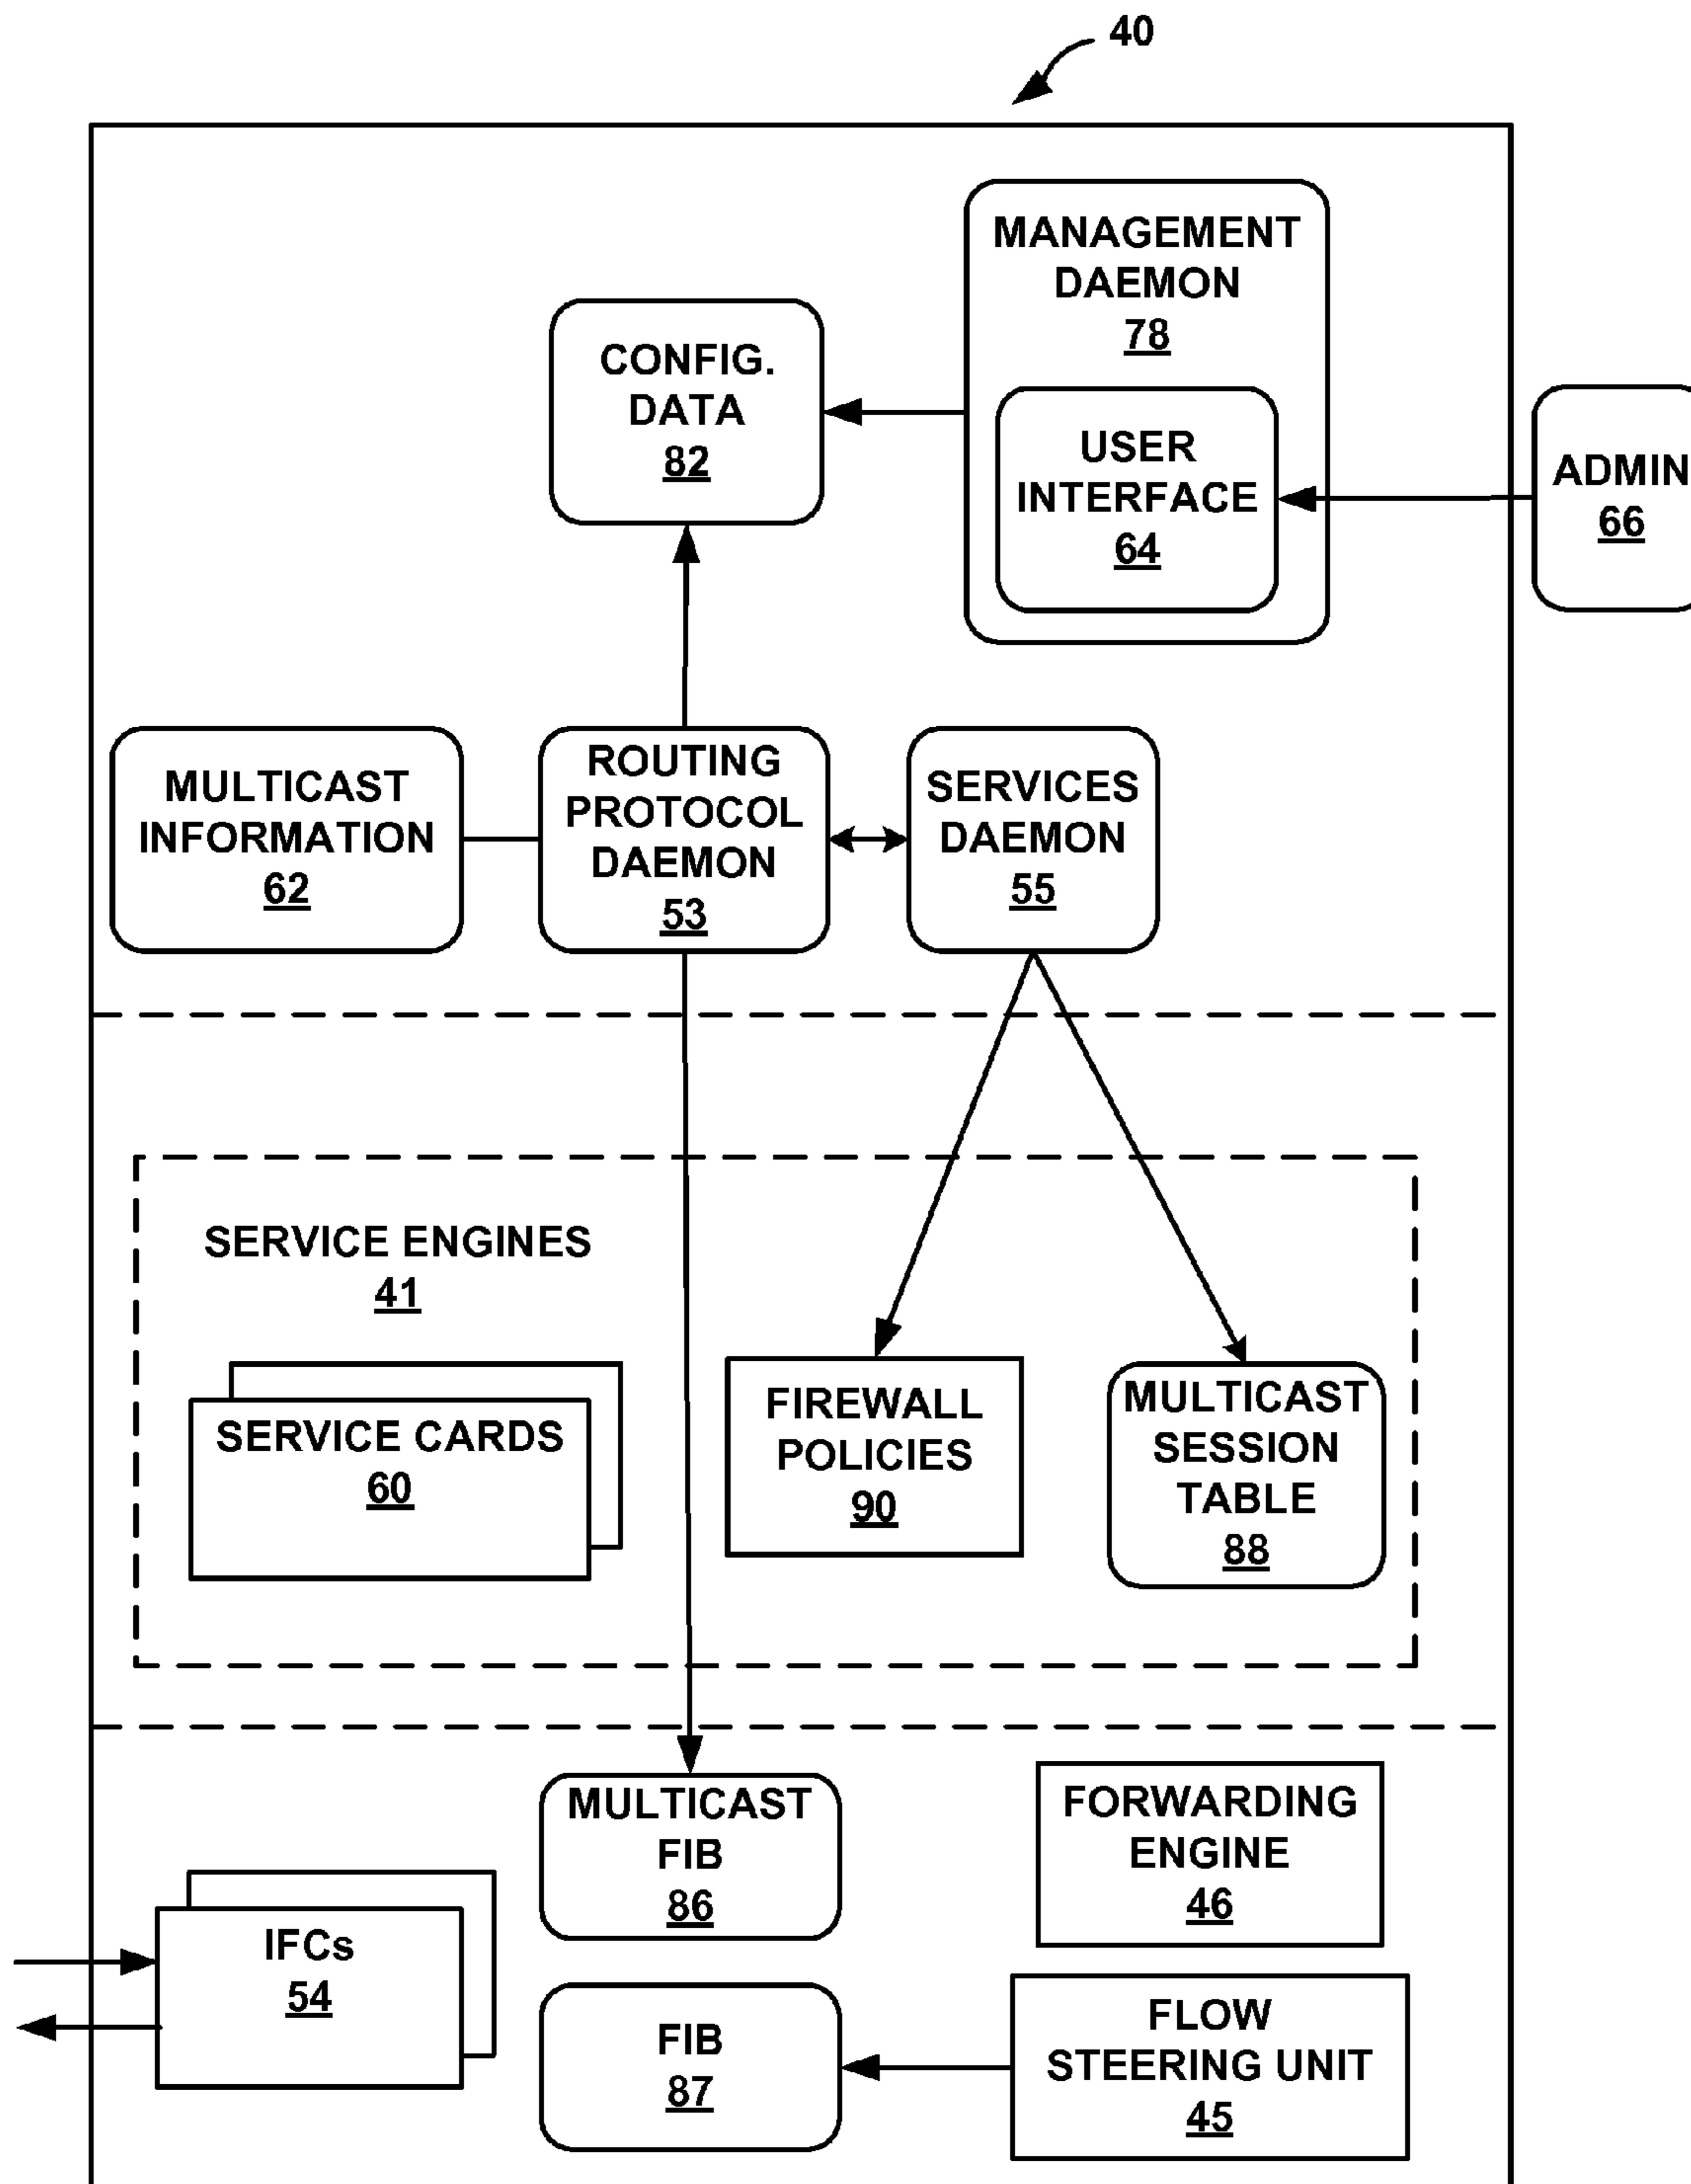 40
MANAGEMENT
DAEMON
78
CONFIG.
DATA
82
USER
INTERFACE
64
ADMIN
66
MULTICAST
INFORMATION
62
ROUTING
PROTOCOL
DAEMON
53
SERVICES
DAEMON
55
SERVICE ENGINES
41
SERVICE CARDS
60
FIREWALL
POLICIES
90
MULTICAST
SESSION
TABLE
88
MULTICAST
FIB
86
FORWARDING
ENGINE
46
IFCs
54
FIB
87
FLOW
STEERING UNIT
45